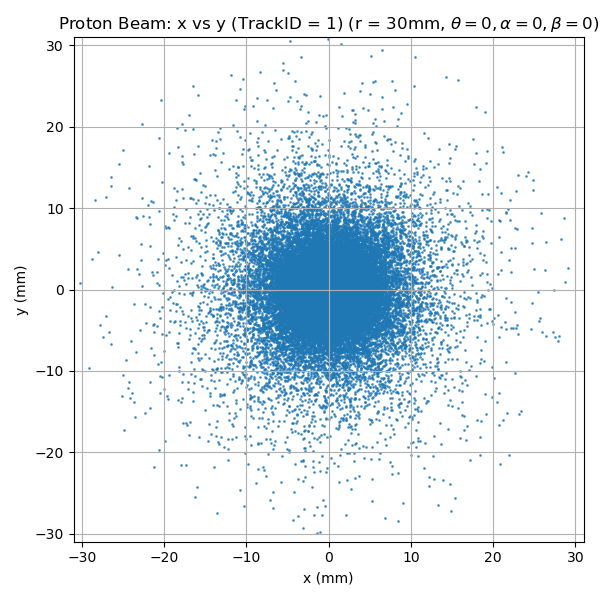 Proton Beam: x vs y (TrackID = 1) (r = 30mm, θ = 0, α = 0, β = 0)
30
20
10
0
−10
−20
−30
y (mm)
−30 −20 −10 0 10 20 30
x (mm)